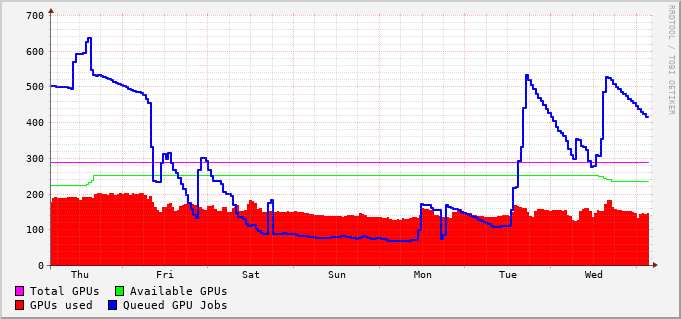 700
600
500
400
300
200
100
0
Thu Fri Sat Sun Mon Tue Wed
Total GPUs Available GPUs
GPUs used Queued GPU Jobs
RRDTOOL / TOBI OETIKER